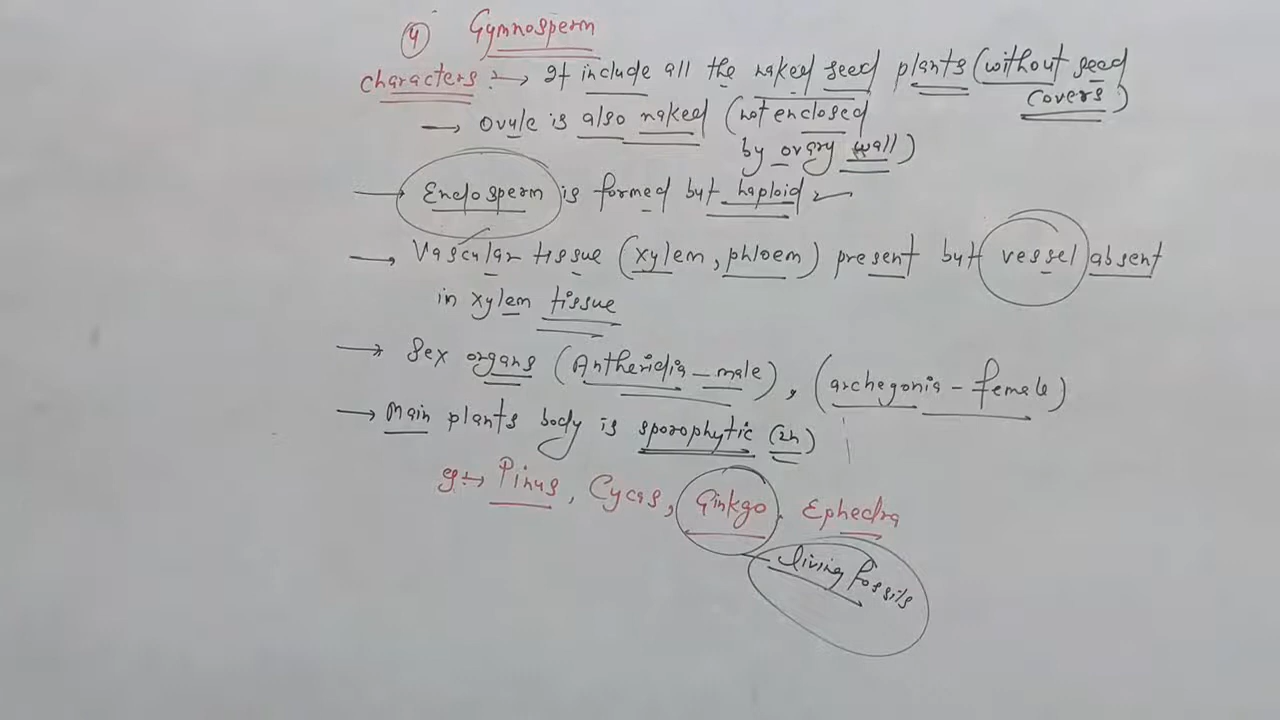 ④ Gymnosperm
characters :→ It include all the naked seed plants (without seed
covers)
→ Ovule is also naked (not enclosed
by ovary wall)
→ Endosperm is formed but haploid
→ Vascular tissue (xylem, phloem) present but vessel absent
in xylem tissue
→ Sex organs (Antheridia - male), (archegonia - female)
→ Main plants body is sporophytic (2n)
eg:→ Pinus, Cycas, Ginkgo, Ephedra
living fossils